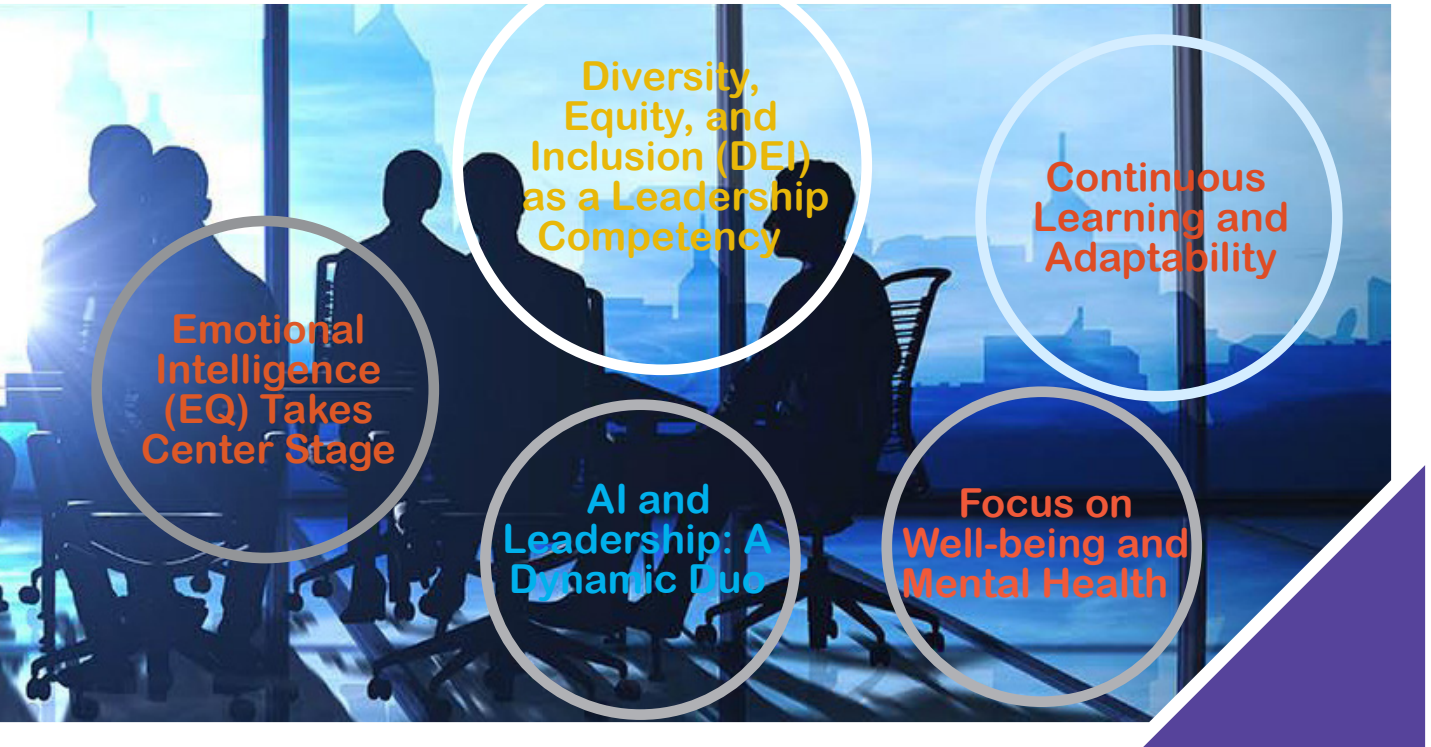 Diversity,
Equity, and
Inclusion (DEI)
as a Leadership
Competency
Continuous
Learning and
Adaptability
Emotional
Intelligence
(EQ) Takes
Center Stage
AI and
Leadership: A
Dynamic Duo
Focus on
Well-being and
Mental Health